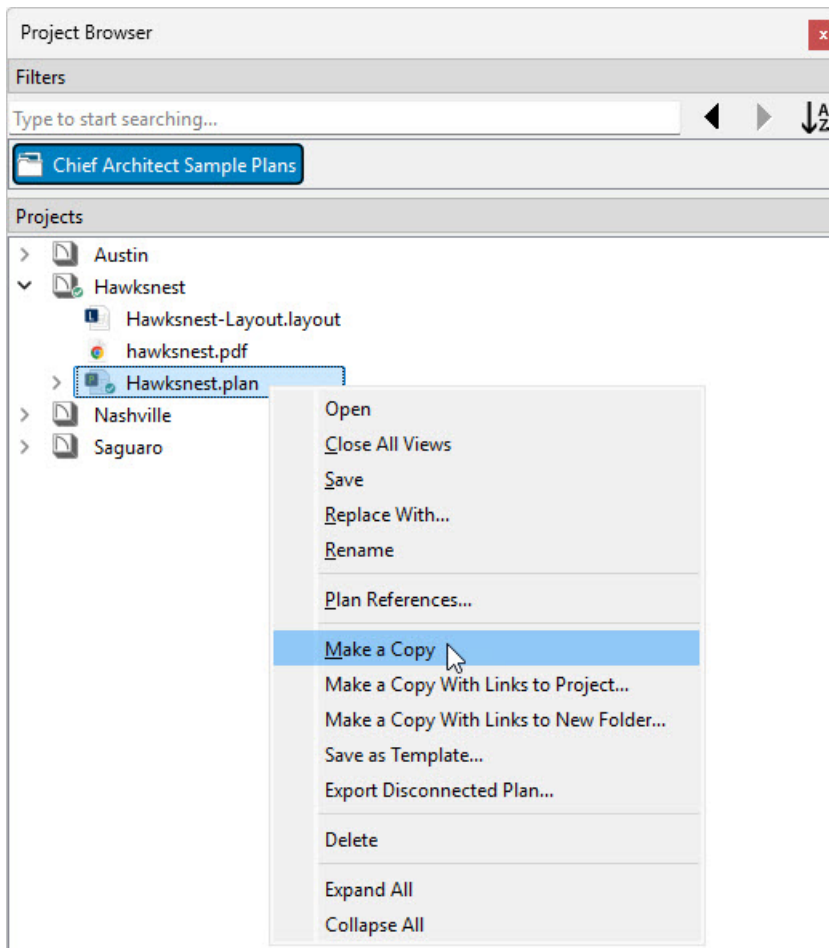 Project Browser
x
Filters
Type to start searching...
A
Z
Chief Architect Sample Plans
Projects
Austin
Hawksnest
L
Hawksnest-Layout.layout
hawksnest.pdf
P
Hawksnest.plan
Nashville
Saguaro
Open
Close All Views
Save
Replace With...
Rename
Plan References...
Make a Copy
Make a Copy With Links to Project...
Make a Copy With Links to New Folder...
Save as Template...
Export Disconnected Plan...
Delete
Expand All
Collapse All